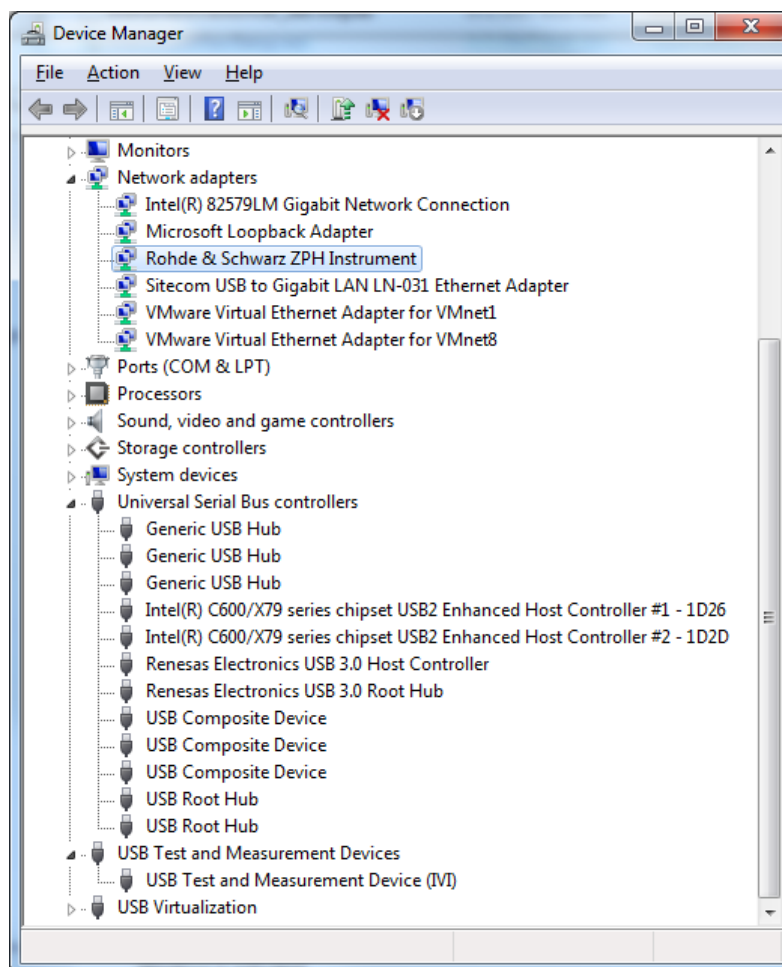 Device Manager
File Action View Help
Monitors
Network adapters
Intel(R) 82579LM Gigabit Network Connection
Microsoft Loopback Adapter
Rohde & Schwarz ZPH Instrument
Sitecom USB to Gigabit LAN LN-031 Ethernet Adapter
VMware Virtual Ethernet Adapter for VMnet1
VMware Virtual Ethernet Adapter for VMnet8
Ports (COM & LPT)
Processors
Sound, video and game controllers
Storage controllers
System devices
Universal Serial Bus controllers
Generic USB Hub
Generic USB Hub
Generic USB Hub
Intel(R) C600/X79 series chipset USB2 Enhanced Host Controller #1 - 1D26
Intel(R) C600/X79 series chipset USB2 Enhanced Host Controller #2 - 1D2D
Renesas Electronics USB 3.0 Host Controller
Renesas Electronics USB 3.0 Root Hub
USB Composite Device
USB Composite Device
USB Composite Device
USB Root Hub
USB Root Hub
USB Test and Measurement Devices
USB Test and Measurement Device (IVI)
USB Virtualization